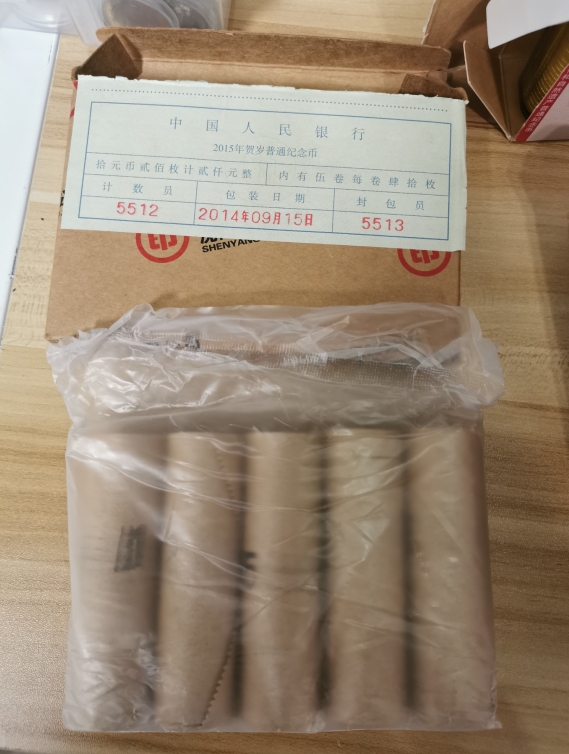 中国人民银行
2015年贺岁普通纪念币
拾元币贰佰枚计贰仟元整 内有伍卷每卷肆拾枚
计数员 包装日期 封包员
5512 2014年09月15日 5513
SHENYANG